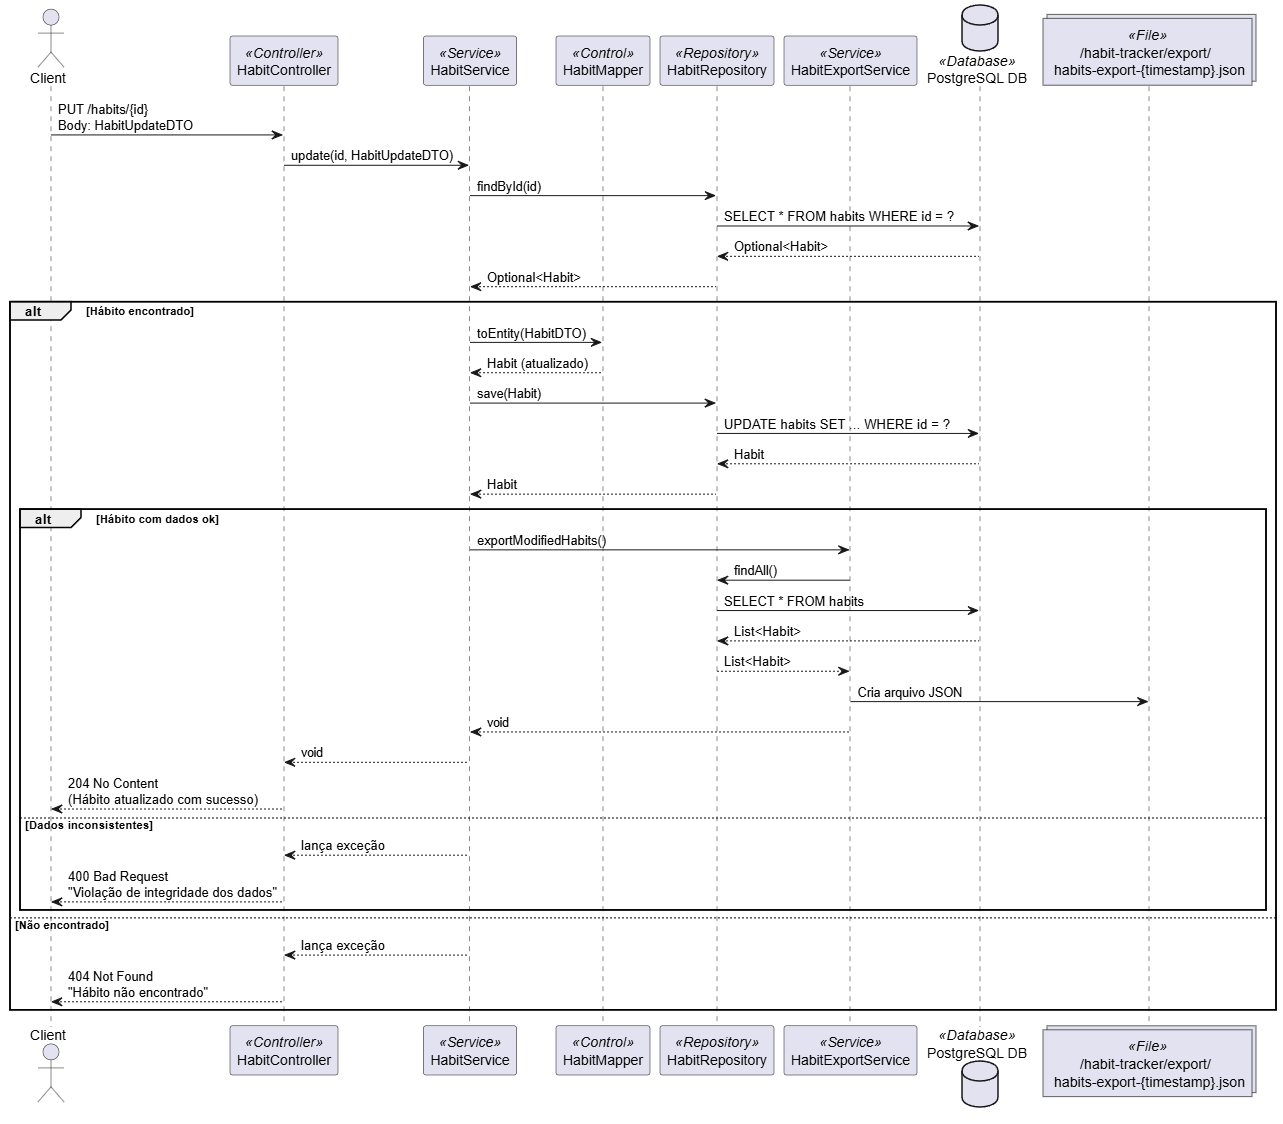 Client
«Controller»
HabitController
«Service»
HabitService
«Control»
HabitMapper
«Repository»
HabitRepository
«Service»
HabitExportService
«Database»
PostgreSQL DB
«File»
/habit-tracker/export/
habits-export-{timestamp}.json
PUT /habits/{id}
Body: HabitUpdateDTO
update(id, HabitUpdateDTO)
findById(id)
SELECT * FROM habits WHERE id = ?
Optional<Habit>
Optional<Habit>
alt
[Hábito encontrado]
toEntity(HabitDTO)
Habit (atualizado)
save(Habit)
UPDATE habits SET ... WHERE id = ?
Habit
Habit
alt
[Hábito com dados ok]
exportModifiedHabits()
findAll()
SELECT * FROM habits
List<Habit>
List<Habit>
Cria arquivo JSON
void
void
204 No Content
(Hábito atualizado com sucesso)
[Dados inconsistentes]
lança exceção
400 Bad Request
"Violação de integridade dos dados"
[Não encontrado]
lança exceção
404 Not Found
"Hábito não encontrado"
Client
«Controller»
HabitController
«Service»
HabitService
«Control»
HabitMapper
«Repository»
HabitRepository
«Service»
HabitExportService
«Database»
PostgreSQL DB
«File»
/habit-tracker/export/
habits-export-{timestamp}.json